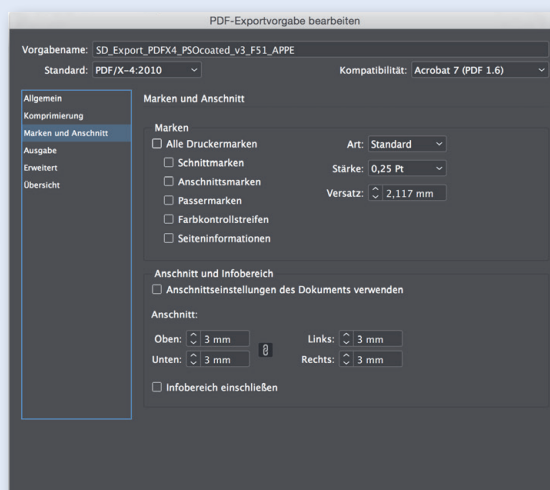 PDF-Exportvorgabe bearbeiten
Vorgabename: SD_Export_PDFX4_PSOcoated_v3_F51_APPE
Standard: PDF/X-4:2010 Kompatibilität: Acrobat 7 (PDF 1.6)
Allgemein
Komprimierung
Marken und Anschnitt
Ausgabe
Erweitert
Übersicht
Marken und Anschnitt
Marken
Alle Druckermarken Art: Standard
Schnittmarken Stärke: 0,25 Pt
Anschnittsmarken Versatz: 2,117 mm
Passermarken
Farbkontrollstreifen
Seiteninformationen
Anschnitt und Infobereich
Anschnittseinstellungen des Dokuments verwenden
Anschnitt:
Oben: 3 mm Links: 3 mm
Unten: 3 mm Rechts: 3 mm
Infobereich einschließen